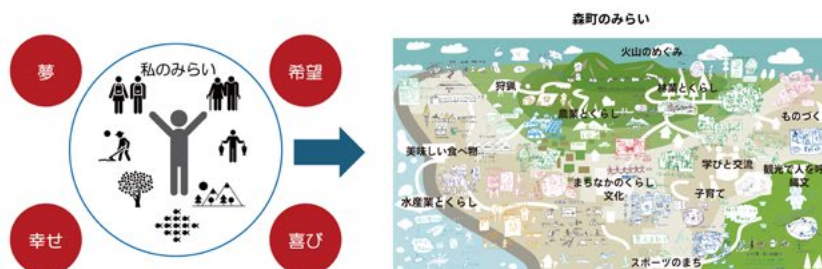 夢
私のみらい
希望
幸せ
喜び
森町のみらい
火山のめぐみ
狩猟
林業とくらし
農業とくらし
ものづく
美味しい食べ物
学びと交流
観光で人を呼
縄文
まちなかのくらし
文化
子育て
水産業とくらし
スポーツのまち